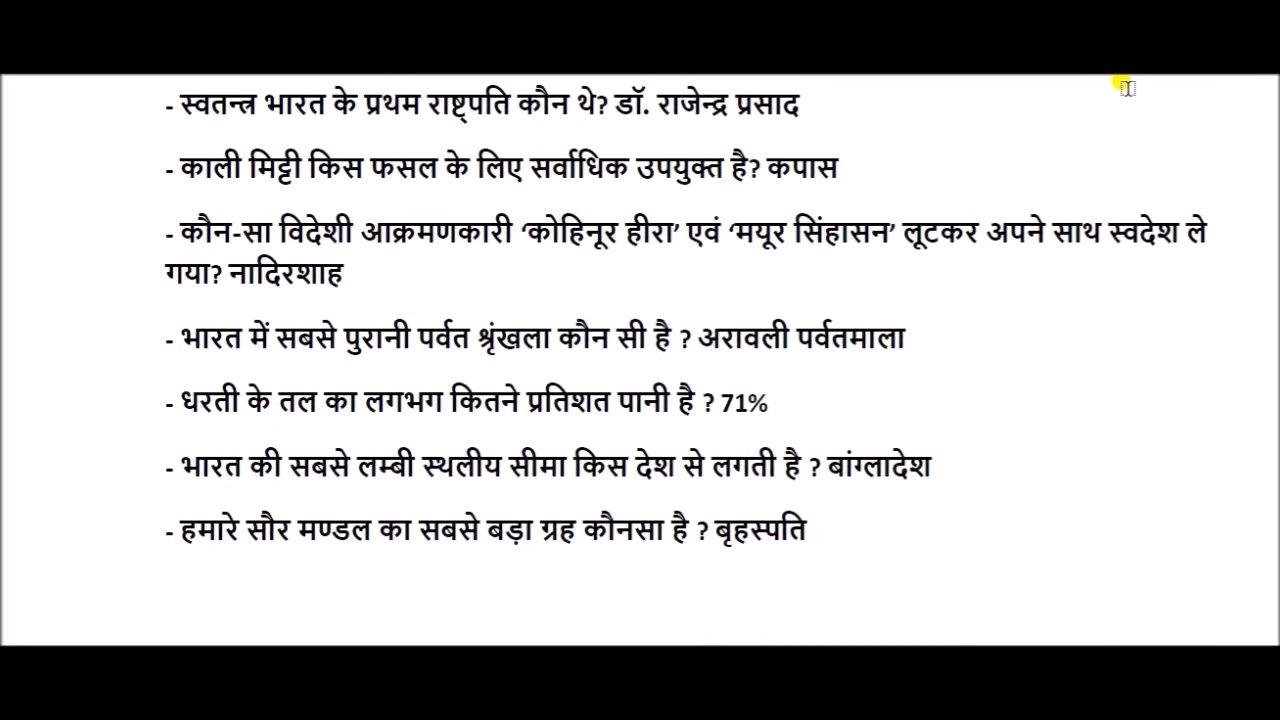 - स्वतन्त्र भारत के प्रथम राष्ट्रपति कौन थे? डॉ. राजेन्द्र प्रसाद
- काली मिट्टी किस फसल के लिए सर्वाधिक उपयुक्त है? कपास
- कौन-सा विदेशी आक्रमणकारी ‘कोहिनूर हीरा’ एवं ‘मयूर सिंहासन’ लूटकर अपने साथ स्वदेश ले
गया? नादिरशाह
- भारत में सबसे पुरानी पर्वत श्रृंखला कौन सी है ? अरावली पर्वतमाला
- धरती के तल का लगभग कितने प्रतिशत पानी है ? 71%
- भारत की सबसे लम्बी स्थलीय सीमा किस देश से लगती है ? बांग्लादेश
- हमारे सौर मण्डल का सबसे बड़ा ग्रह कौनसा है ? बृहस्पति